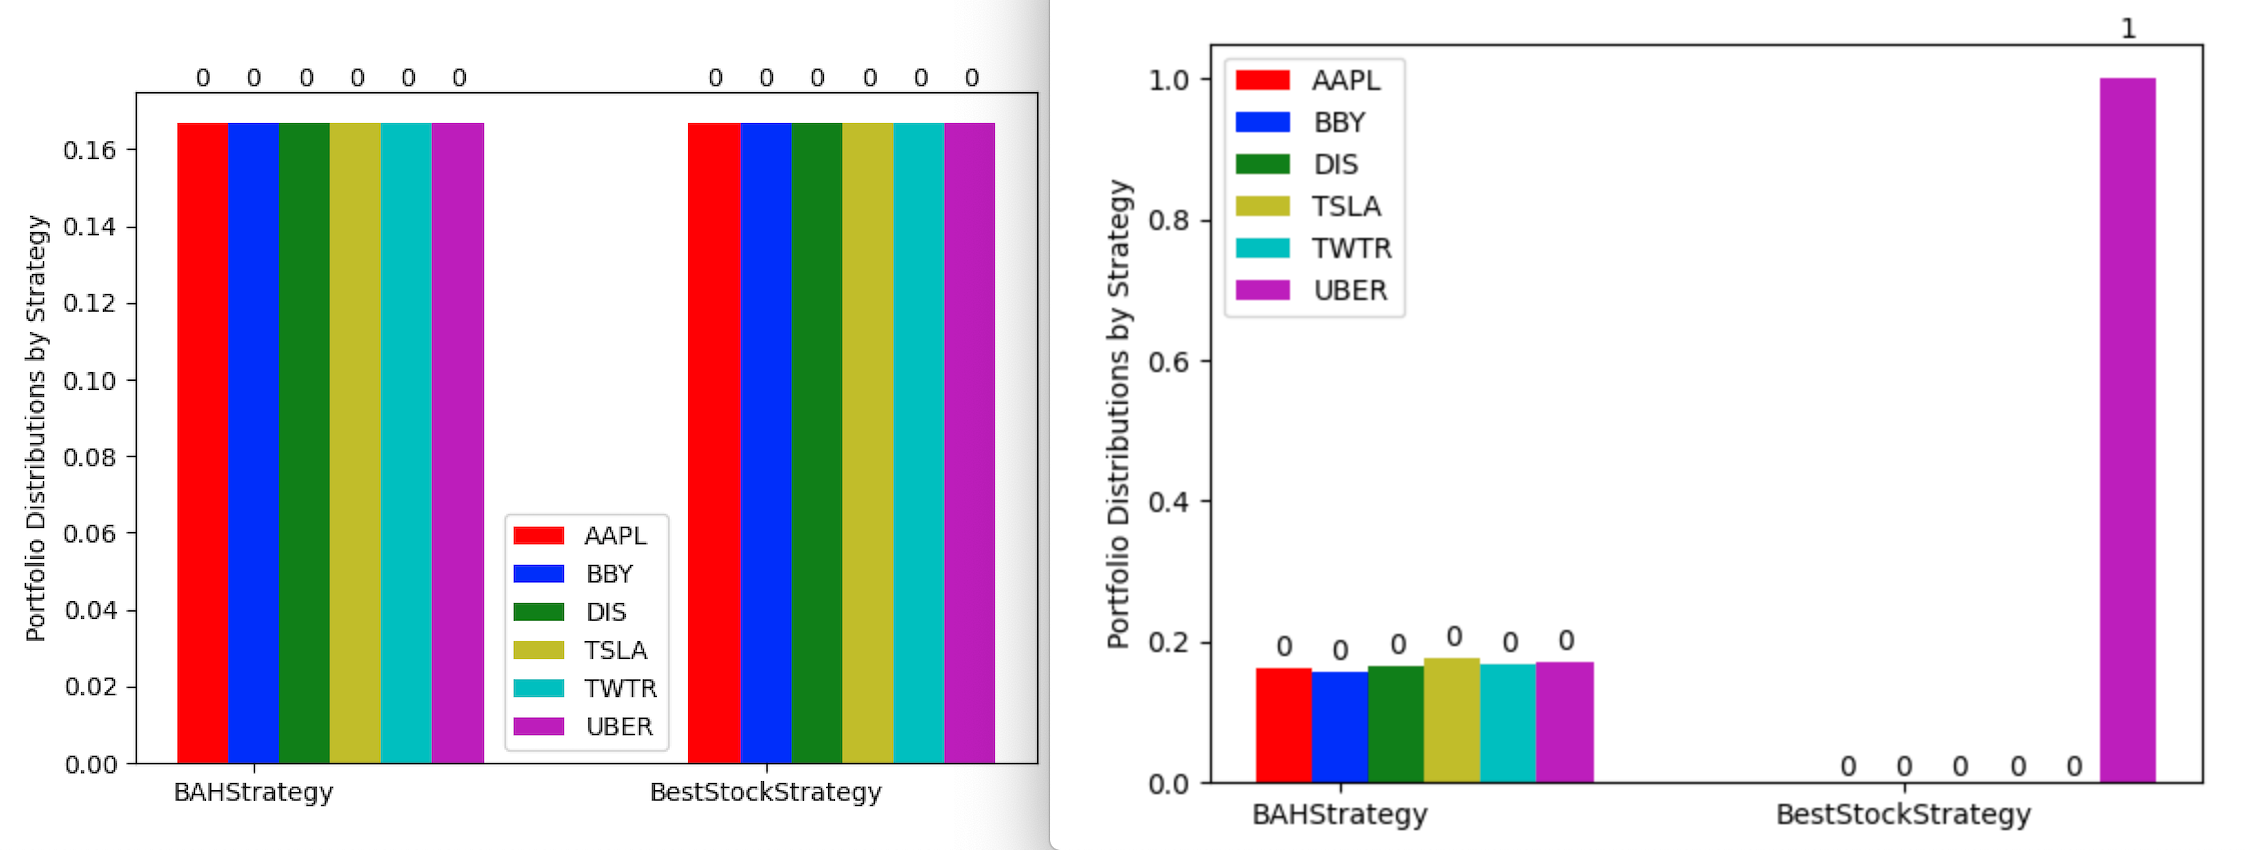 0 0 0 0 0 0
0 0 0 0 0 0
Portfolio Distributions by Strategy
0.16
0.14
0.12
0.10
0.08
0.06
0.04
0.02
0.00
AAPL
BBY
DIS
TSLA
TWTR
UBER
BAHStrategy
BestStockStrategy
1
Portfolio Distributions by Strategy
1.0
0.8
0.6
0.4
0.2
0.0
AAPL
BBY
DIS
TSLA
TWTR
UBER
0 0 0 0 0 0
0 0 0 0 0
BAHStrategy
BestStockStrategy